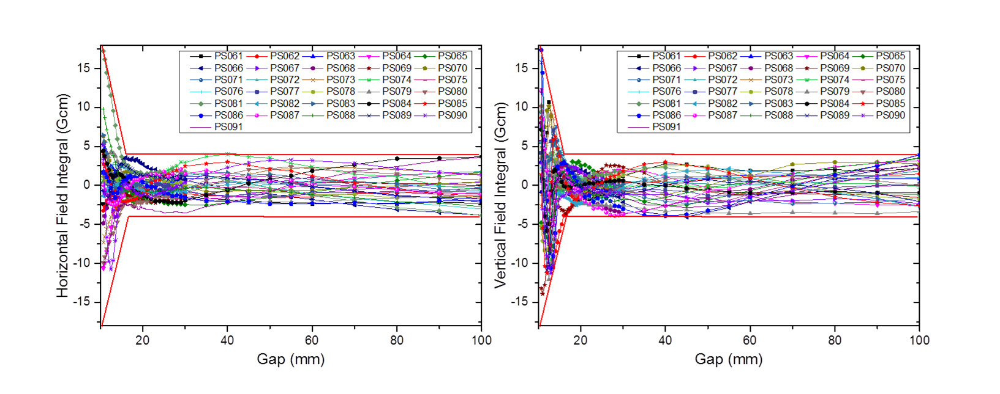 PS061 PS062 PS063 PS064 PS065
PS066 PS067 PS068 PS069 PS070
PS071 PS072 PS073 PS074 PS075
PS076 PS077 PS078 PS079 PS080
PS081 PS082 PS083 PS084 PS085
PS086 PS087 PS088 PS089 PS090
PS091
15
10
5
0
-5
-10
-15
Horizontal Field Integral (Gcm)
20 40 60 80 100
Gap (mm)
PS061 PS062 PS063 PS064 PS065
PS066 PS067 PS068 PS069 PS070
PS071 PS072 PS073 PS074 PS075
PS076 PS077 PS078 PS079 PS080
PS081 PS082 PS083 PS084 PS085
PS086 PS087 PS088 PS089 PS090
PS091
15
10
5
0
-5
-10
-15
Vertical Field Integral (Gcm)
20 40 60 80 100
Gap (mm)